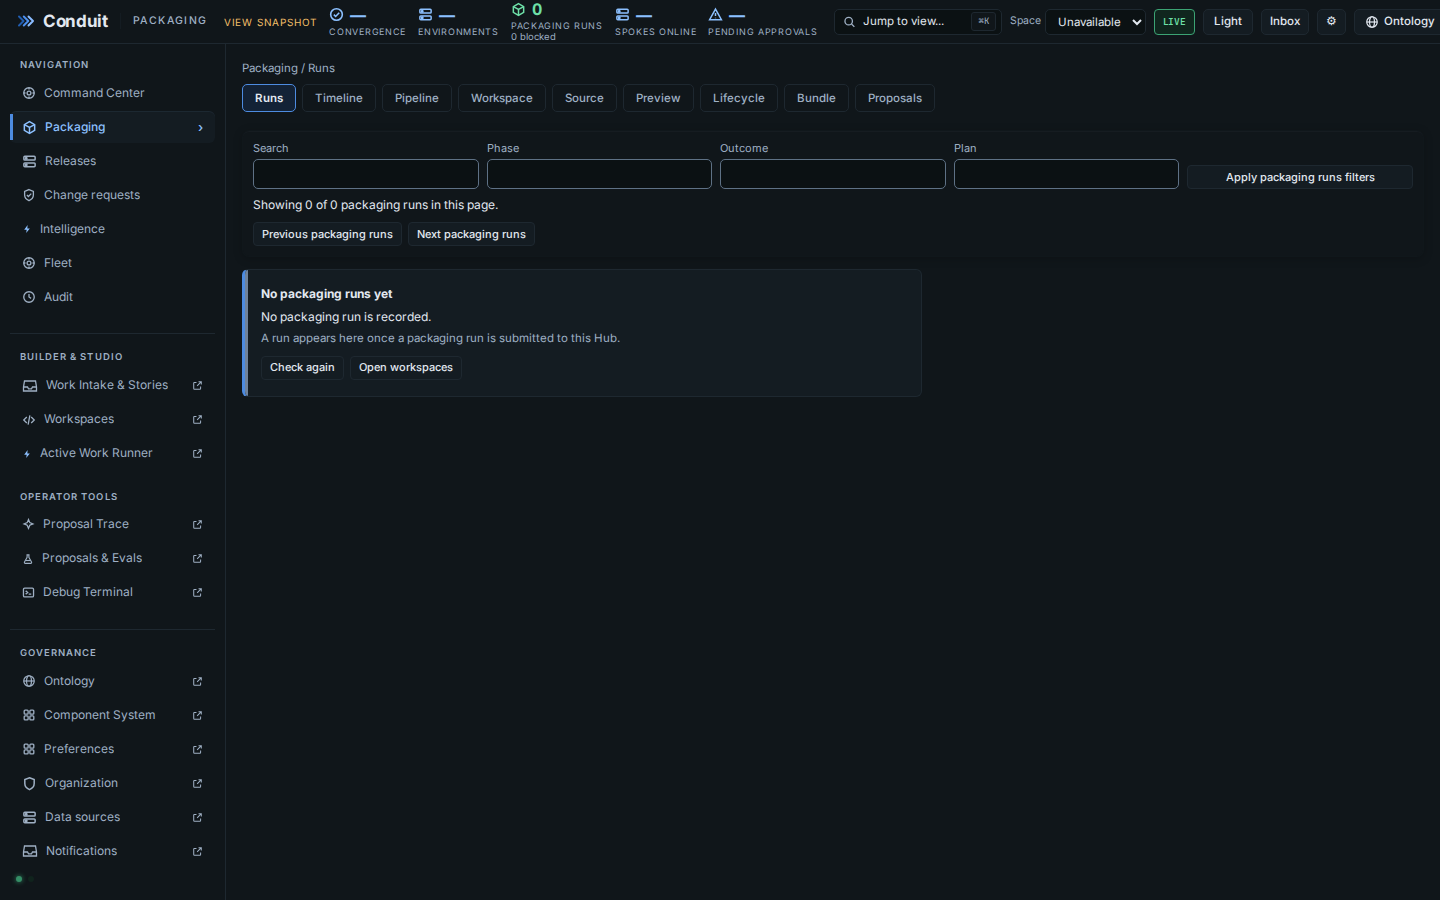 Conduit
PACKAGING
VIEW SNAPSHOT
—
CONVERGENCE
—
ENVIRONMENTS
0
PACKAGING RUNS
0 blocked
—
SPOKES ONLINE
—
PENDING APPROVALS
Jump to view... ⌘K
Space
Unavailable
LIVE
Light
Inbox
Ontology
NAVIGATION
Command Center
Packaging
Releases
Change requests
Intelligence
Fleet
Audit
BUILDER & STUDIO
Work Intake & Stories
Workspaces
Active Work Runner
OPERATOR TOOLS
Proposal Trace
Proposals & Evals
Debug Terminal
GOVERNANCE
Ontology
Component System
Preferences
Organization
Data sources
Notifications
Packaging / Runs
Runs Timeline Pipeline Workspace Source Preview Lifecycle Bundle Proposals
Search Phase Outcome Plan
Apply packaging runs filters
Showing 0 of 0 packaging runs in this page.
Previous packaging runs Next packaging runs
No packaging runs yet
No packaging run is recorded.
A run appears here once a packaging run is submitted to this Hub.
Check again Open workspaces